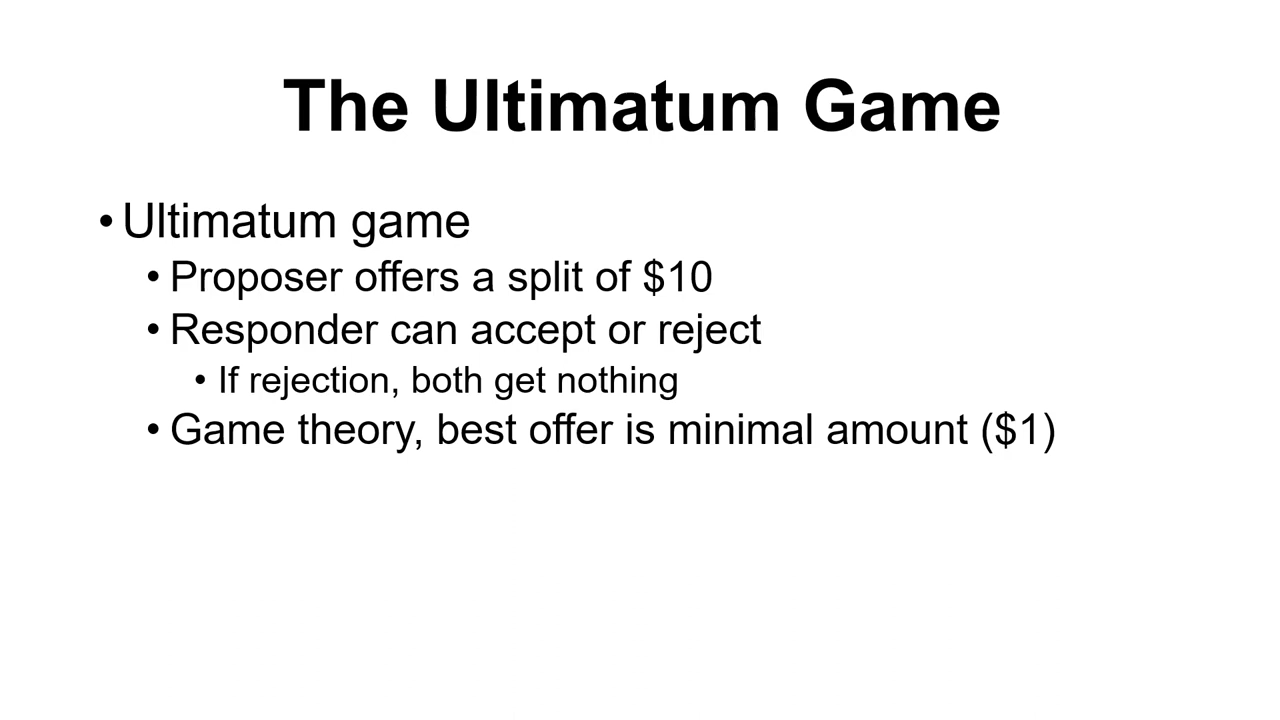 The Ultimatum Game
• Ultimatum game
• Proposer offers a split of $10
• Responder can accept or reject
• If rejection, both get nothing
• Game theory, best offer is minimal amount ($1)